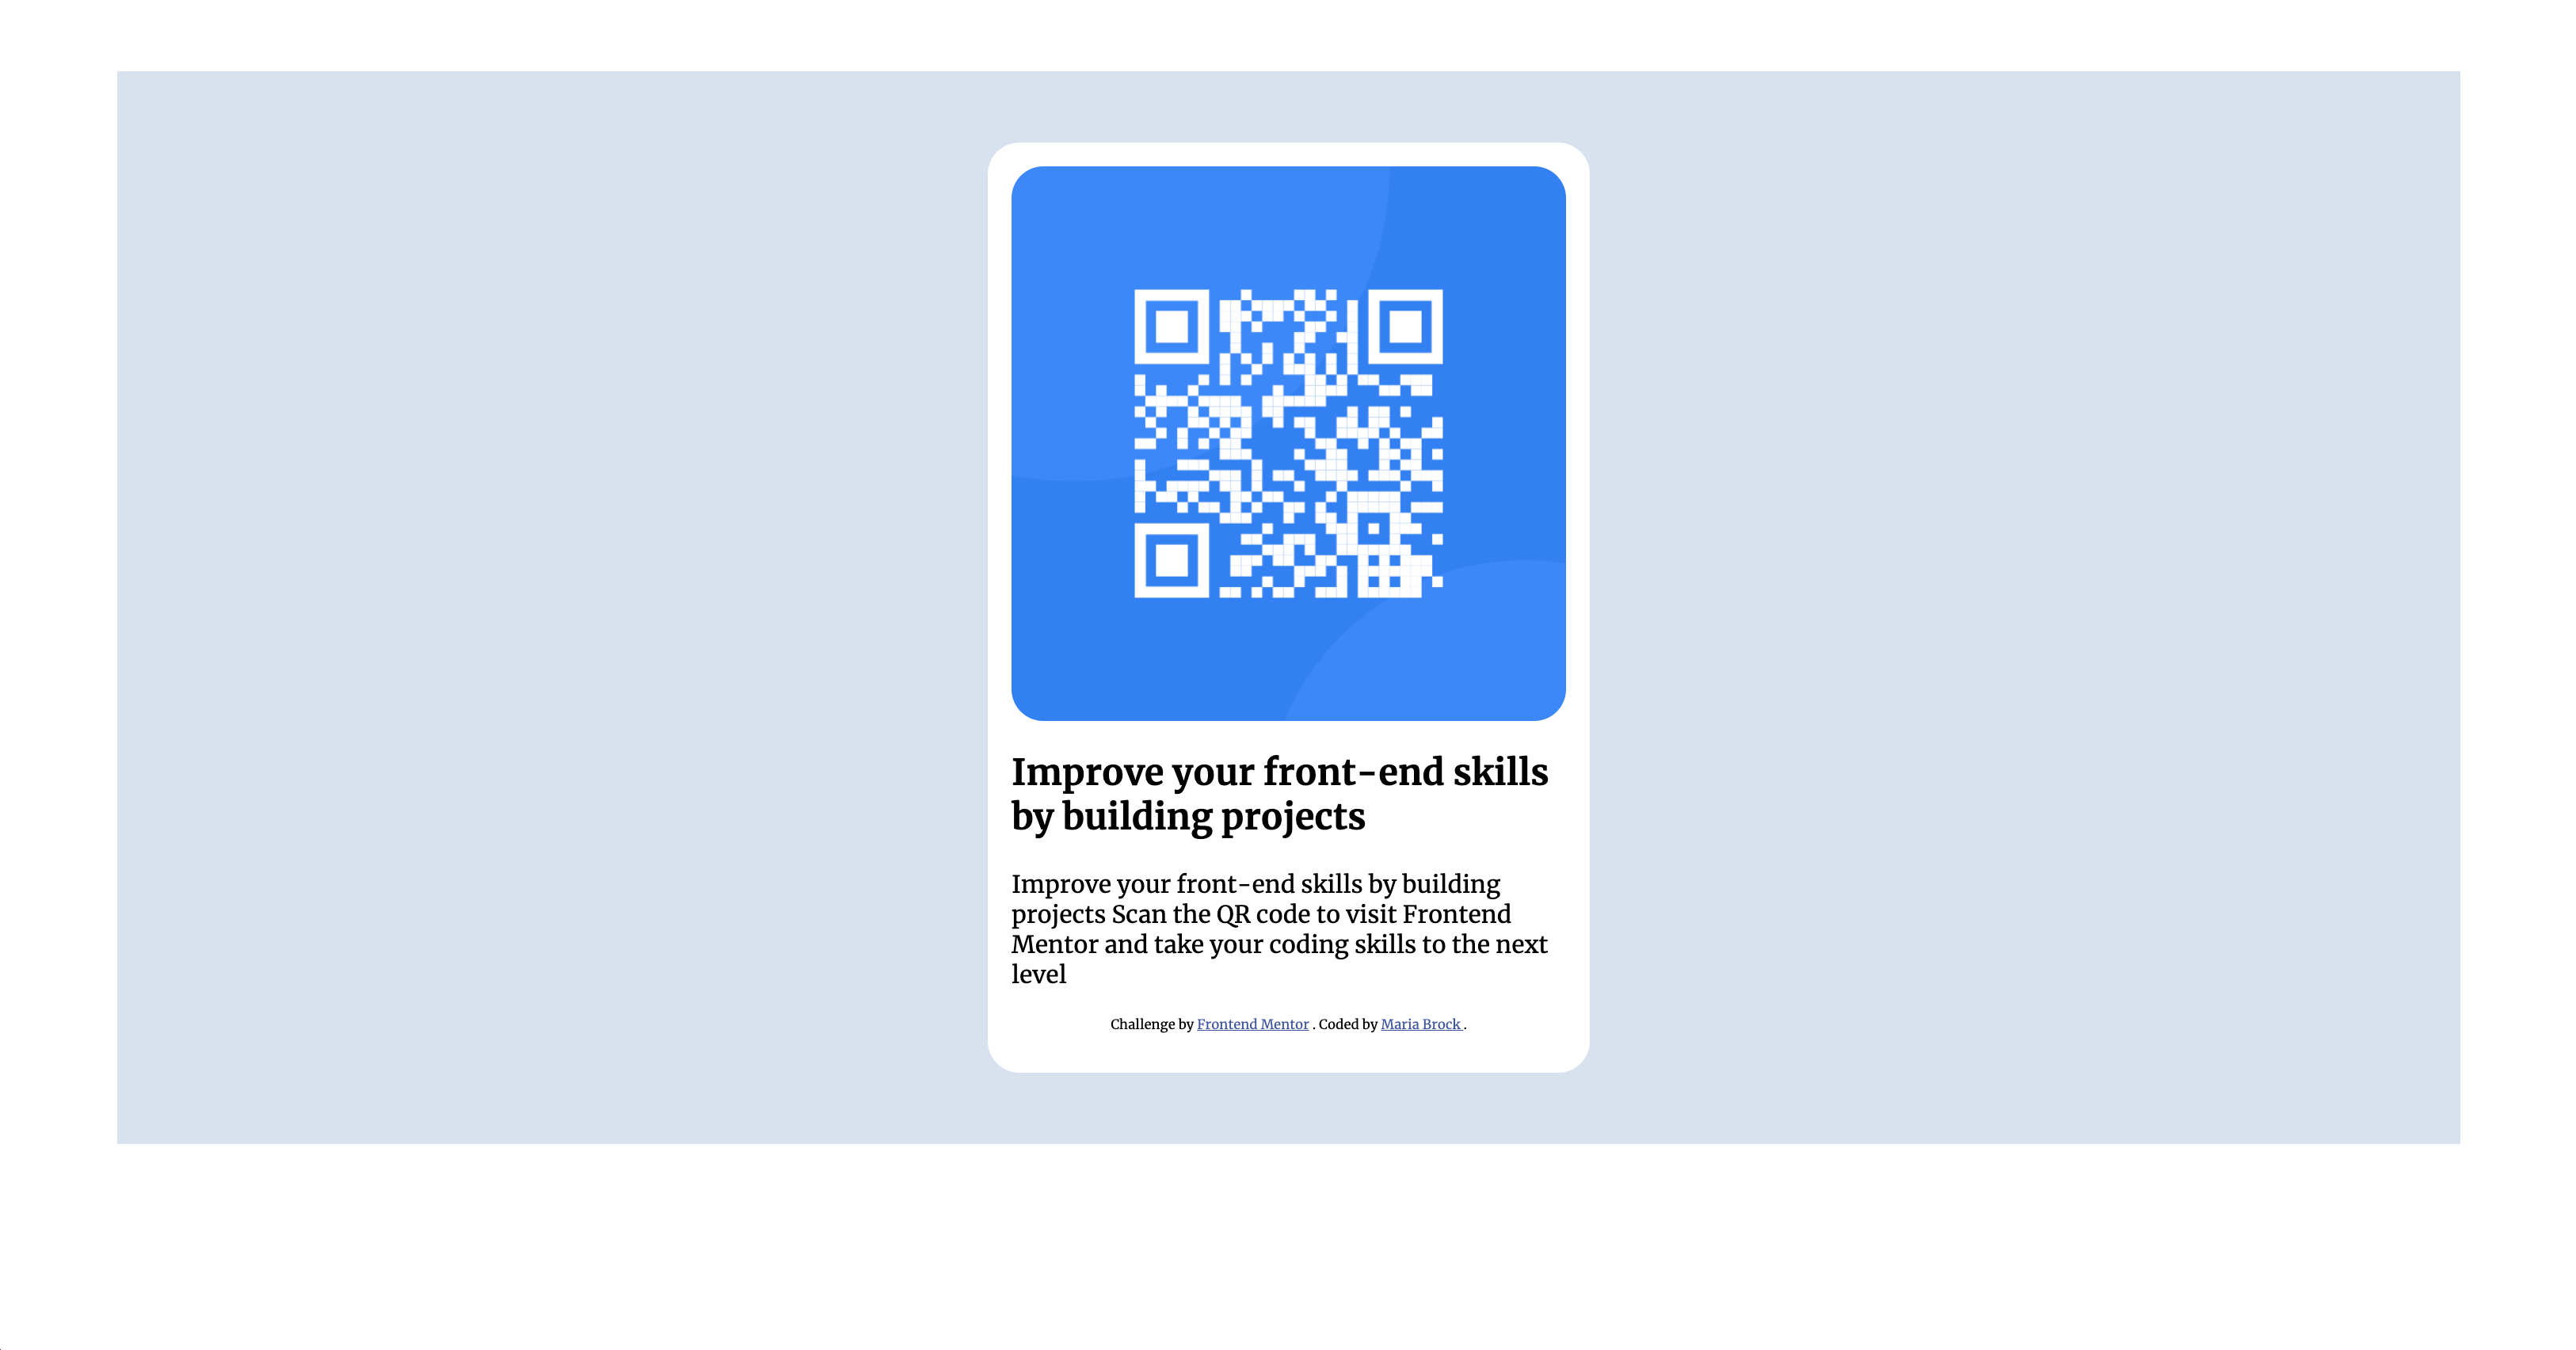 Improve your front-end skills
by building projects
Improve your front-end skills by building
projects Scan the QR code to visit Frontend
Mentor and take your coding skills to the next
level
Challenge by Frontend Mentor . Coded by Maria Brock .